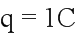 q = 1C